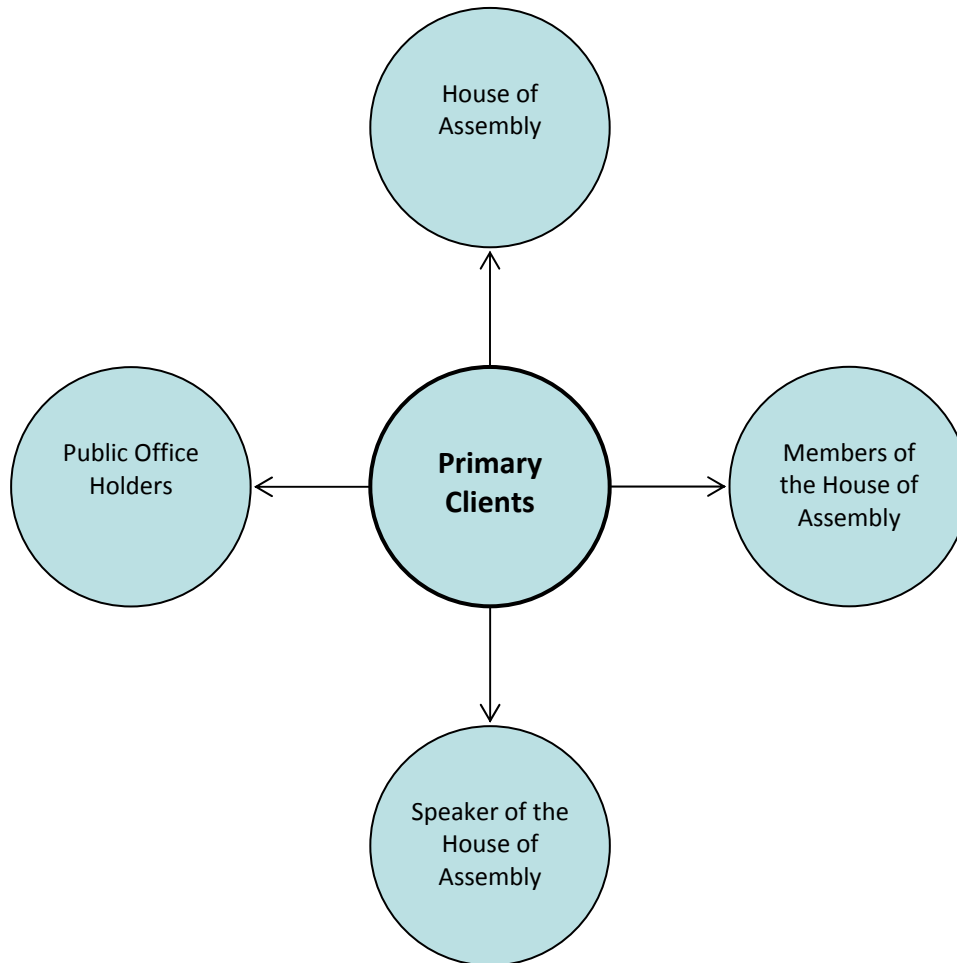 House of
Assembly
Public Office
Holders
Primary
Clients
Members of
the House of
Assembly
Speaker of the
House of
Assembly